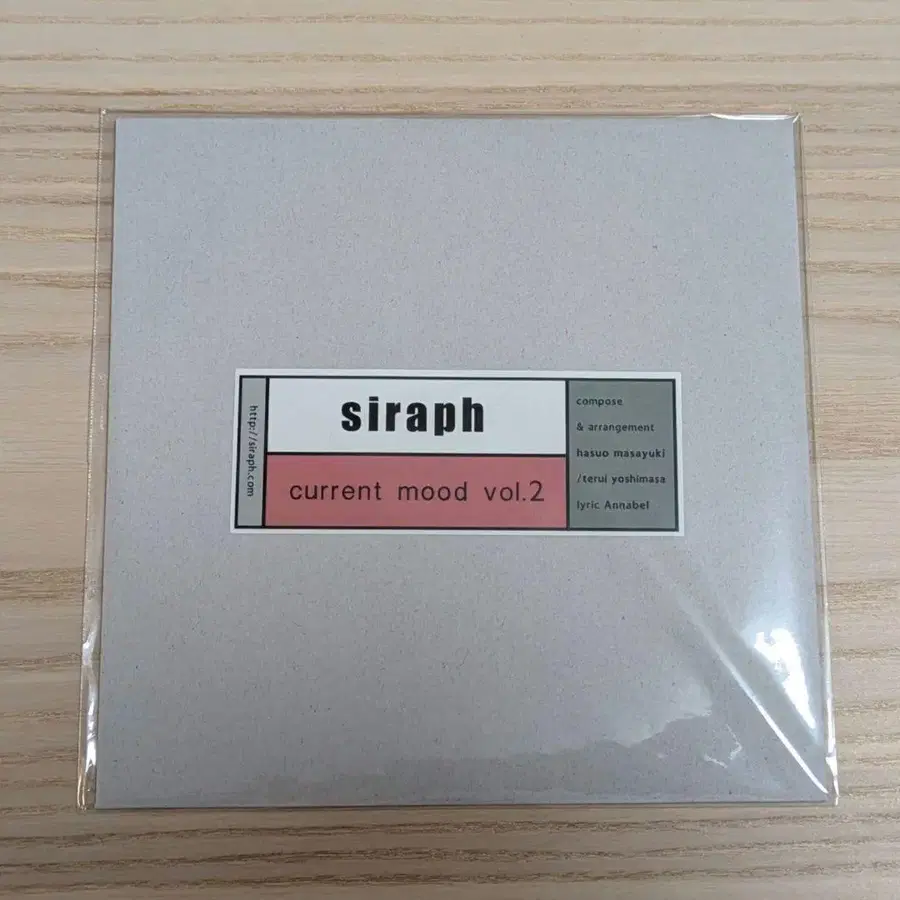 http://siraph.com
siraph
current mood vol.2
compose
& arrangement
hasuo masayuki
/terui yoshimasa
lyric Annabel